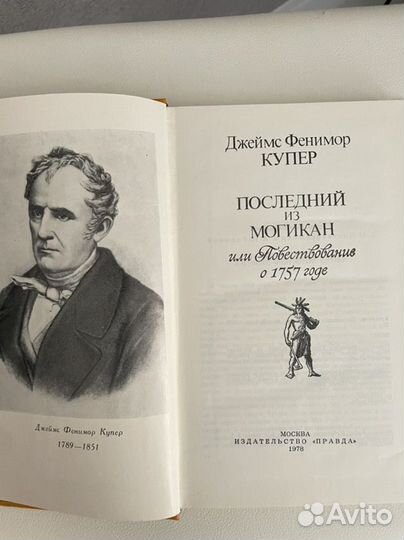 Джеймс Фенимор Купер
1789—1851
Джеймс Фенимор
КУПЕР
ПОСЛЕДНИЙ
ИЗ
МОГИКАН
или Повествование
о 1757 годе
МОСКВА
ИЗДАТЕЛЬСТВО «ПРАВДА»
1978
Avito